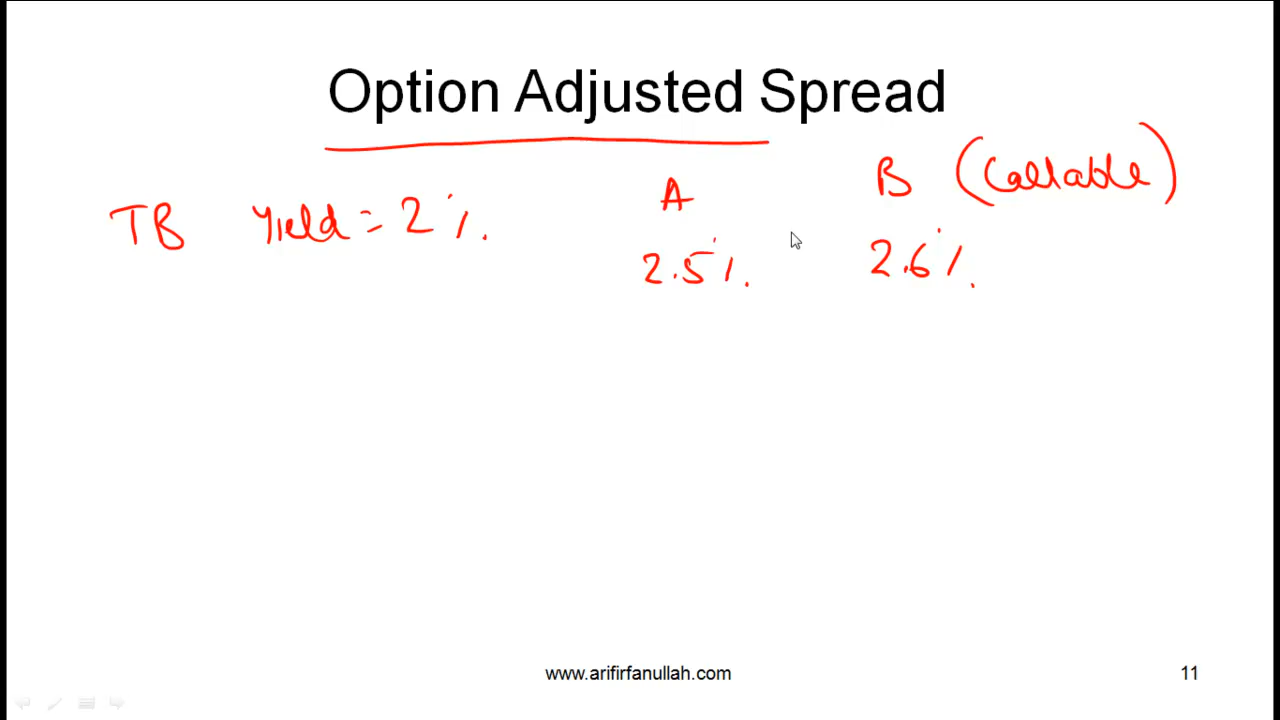 Option Adjusted Spread
A B (Callable)
TB Yield = 2%. 2.5%. 2.6%.
www.arifirfanullah.com 11